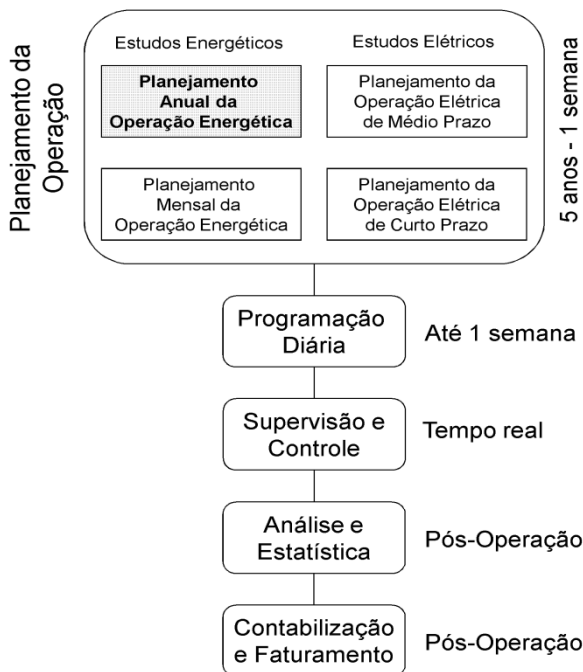 Planejamento da
Operação
Estudos Energéticos
Planejamento
Anual da
Operação Energética
Planejamento
Mensal da
Operação Energética
Estudos Elétricos
Planejamento da
Operação Elétrica
de Médio Prazo
Planejamento da
Operação Elétrica
de Curto Prazo
5 anos - 1 semana
Programação
Diária
Até 1 semana
Supervisão e
Controle
Tempo real
Análise e
Estatística
Pós-Operação
Contabilização
e Faturamento
Pós-Operação